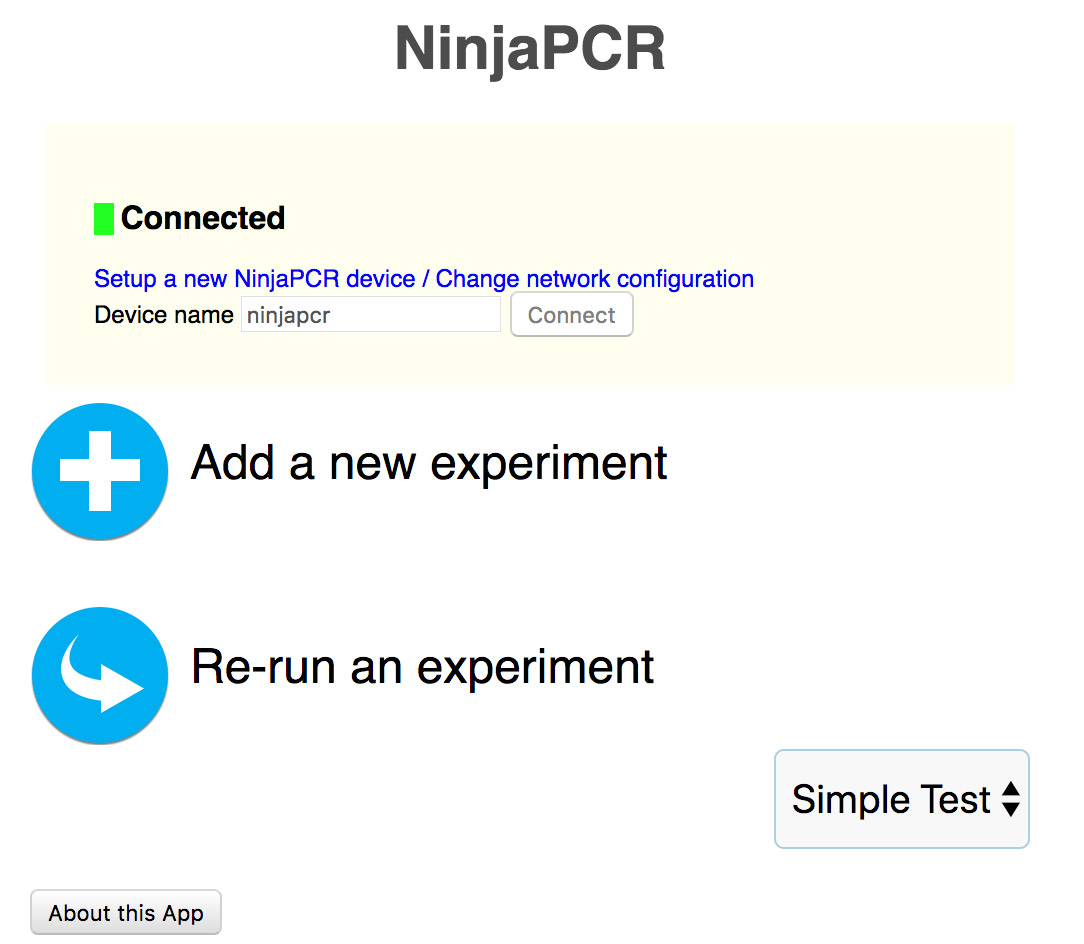 NinjaPCR
Connected
Setup a new NinjaPCR device / Change network configuration
Device name ninjapcr Connect
Add a new experiment
Re-run an experiment
Simple Test
About this App